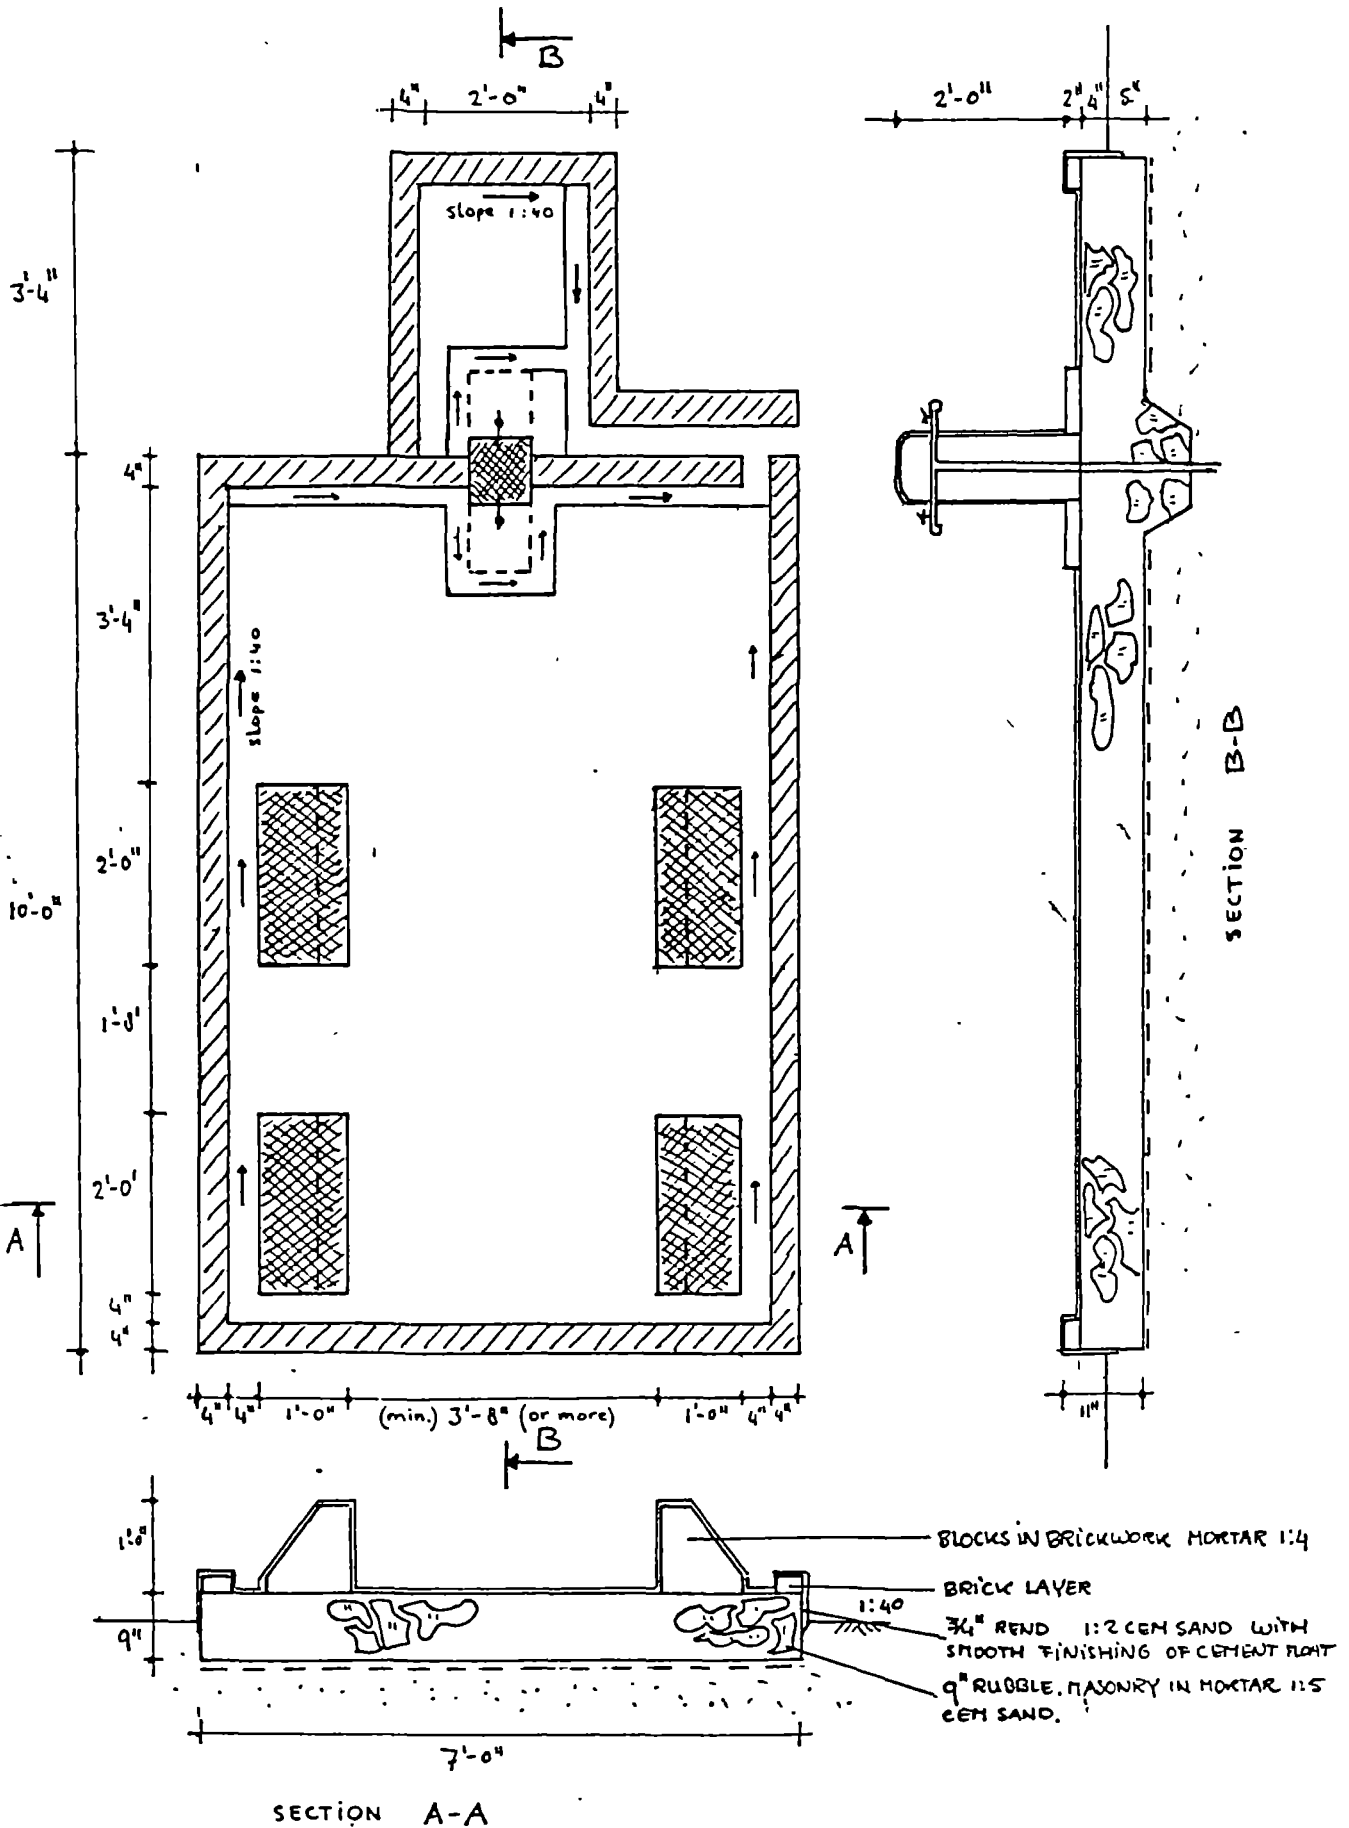 B
4" 2'-0" 4"
2'-0" 2" 4" 5"
slope 1:40
3'-4"
4"
3'-4"
slope 1:40
2'-0"
10'-0"
1'-8'
2'-0'
A
A
4"
4"
SECTION B-B
4" 4" 1'-0" (min.) 3'-8" (or more) 1'-0" 4" 4"
11"
B
1'-0"
9"
BLOCKS IN BRICKWORK MORTAR 1:4
BRICK LAYER
1:40
3/4" REND 1:2 CEM SAND WITH
SMOOTH FINISHING OF CEMENT FLOAT
9" RUBBLE. MASONRY IN MORTAR 1:5
CEM SAND.
7'-0"
SECTION A-A